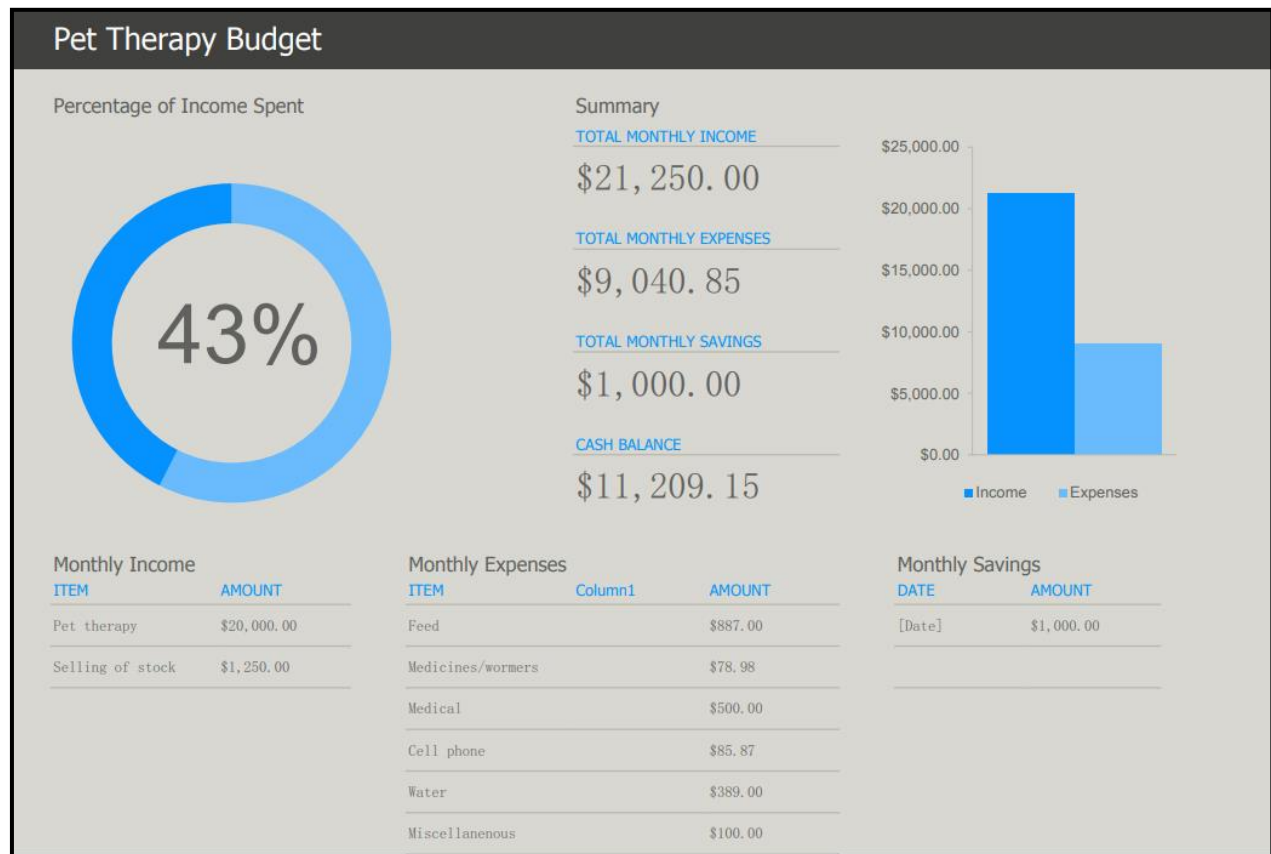 Pet Therapy Budget
Percentage of Income Spent
43%
Summary
TOTAL MONTHLY INCOME
$21,250.00
TOTAL MONTHLY EXPENSES
$9,040.85
TOTAL MONTHLY SAVINGS
$1,000.00
CASH BALANCE
$11,209.15
$25,000.00
$20,000.00
$15,000.00
$10,000.00
$5,000.00
$0.00
Income Expenses
Monthly Income
ITEM AMOUNT
Pet therapy $20,000.00
Selling of stock $1,250.00
Monthly Expenses
ITEM Column1 AMOUNT
Feed $887.00
Medicines/wormers $78.98
Medical $500.00
Cell phone $85.87
Water $389.00
Miscellanenous $100.00
Monthly Savings
DATE AMOUNT
[Date] $1,000.00